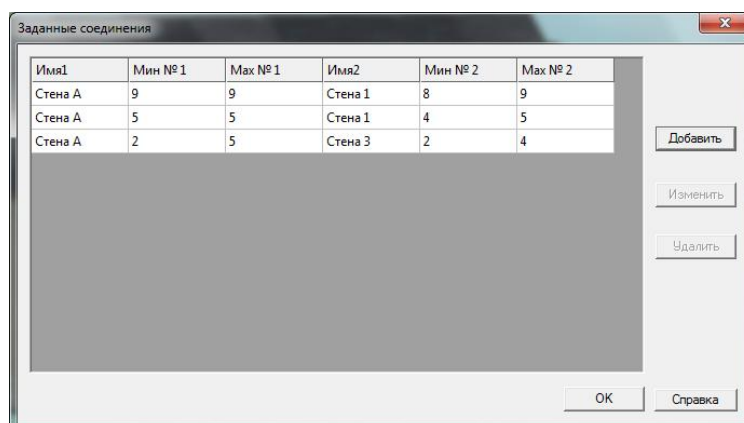 Заданные соединения
Имя1 Мин № 1 Max № 1 Имя2 Мин № 2 Max № 2
Стена А 9 9 Стена 1 8 9
Стена А 5 5 Стена 1 4 5
Стена А 2 5 Стена 3 2 4
Добавить
Изменить
Удалить
OK Справка